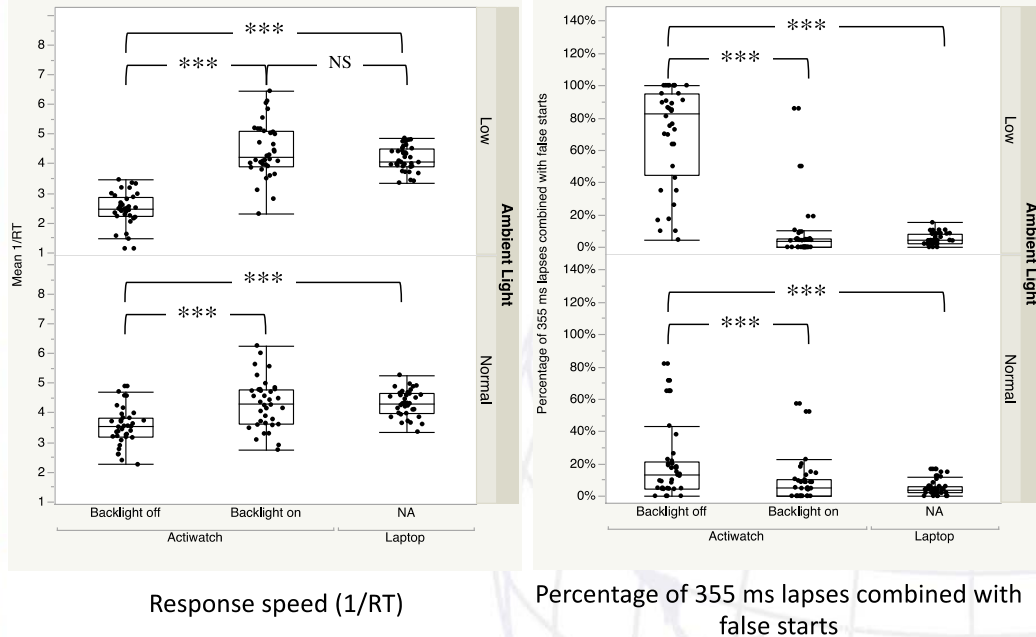 Mean 1/RT
8
7
6
5
4
3
2
1
8
7
6
5
4
3
2
1
***
***
NS
***
***
Low
Normal
Ambient Light
Backlight off
Backlight on
NA
Actiwatch
Laptop
Response speed (1/RT)
Percentage of 355 ms lapses combined with false starts
140%
120%
100%
80%
60%
40%
20%
0%
140%
120%
100%
80%
60%
40%
20%
0%
***
***
***
***
Low
Normal
Ambient Light
Backlight off
Backlight on
NA
Actiwatch
Laptop
Percentage of 355 ms lapses combined with
false starts